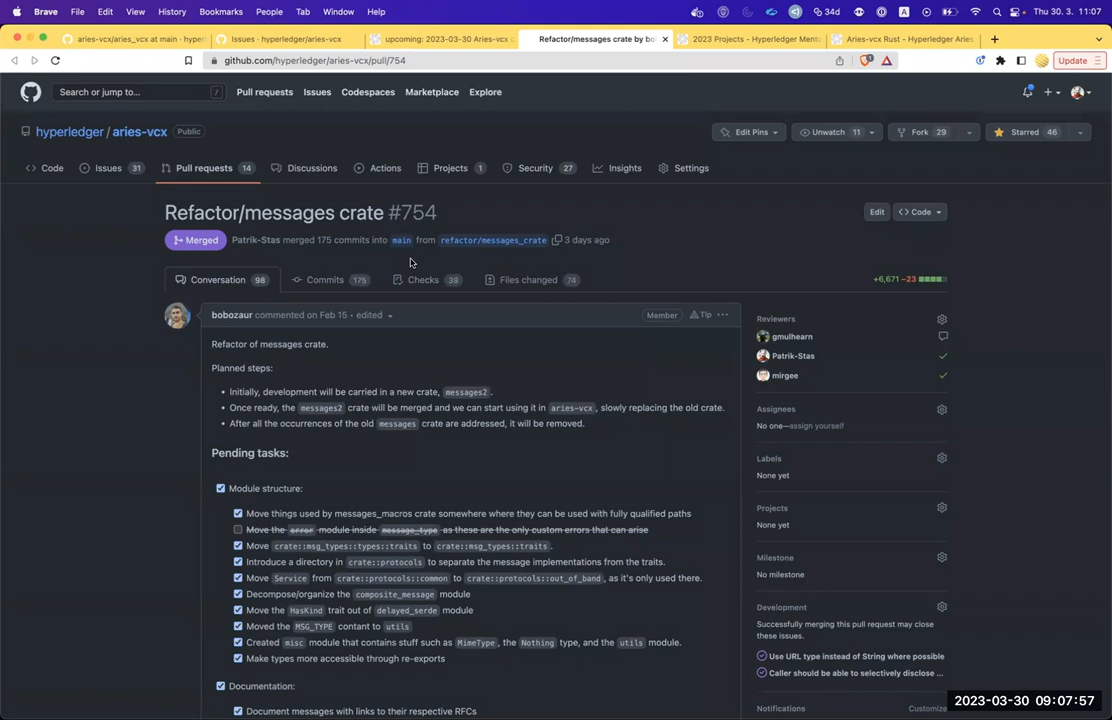 Brave File Edit View History Bookmarks People Tab Window Help 34d A Thu 30. 3. 11:07
aries-vcx/aries_vcx at main · hyperl
Issues · hyperledger/aries-vcx
upcoming: 2023-03-30 Aries-vcx c
Refactor/messages crate by bo
2023 Projects - Hyperledger Ment
Aries-vcx Rust - Hyperledger Aries
github.com/hyperledger/aries-vcx/pull/754
Update
Search or jump to... /
Pull requests Issues Codespaces Marketplace Explore
hyperledger / aries-vcx Public
Edit Pins Unwatch 11 Fork 29 Starred 46
Code Issues 31 Pull requests 14 Discussions Actions Projects 1 Security 27 Insights Settings
Refactor/messages crate #754
Edit <> Code
Merged Patrik-Stas merged 175 commits into main from refactor/messages_crate 3 days ago
Conversation 98 Commits 175 Checks 39 Files changed 74 +6,671 −23
bobozaur commented on Feb 15 • edited Member Tip ...
Refactor of messages crate.
Planned steps:
• Initially, development will be carried in a new crate, messages2.
• Once ready, the messages2 crate will be merged and we can start using it in aries-vcx, slowly replacing the old crate.
• After all the occurrences of the old messages crate are addressed, it will be removed.
Pending tasks:
Module structure:
Move things used by messages_macros crate somewhere where they can be used with fully qualified paths
Move the error module inside message_type as these are the only custom errors that can arise
Move crate::msg_types::types::traits to crate::msg_types::traits.
Introduce a directory in crate::protocols to separate the message implementations from the traits.
Move Service from crate::protocols::common to crate::protocols::out_of_band, as it's only used there.
Decompose/organize the composite_message module
Move the HasKind trait out of delayed_serde module
Moved the MSG_TYPE contant to utils
Created misc module that contains stuff such as MimeType, the Nothing type, and the utils module.
Make types more accessible through re-exports
Documentation:
Document messages with links to their respective RFCs
Reviewers
gmulhearn
Patrik-Stas
mirgee
Assignees
No one—assign yourself
Labels
None yet
Projects
None yet
Milestone
No milestone
Development
Successfully merging this pull request may close
these issues.
Use URL type instead of String where possible
Caller should be able to selectively disclose ...
Notifications Customize
2023-03-30 09:07:57